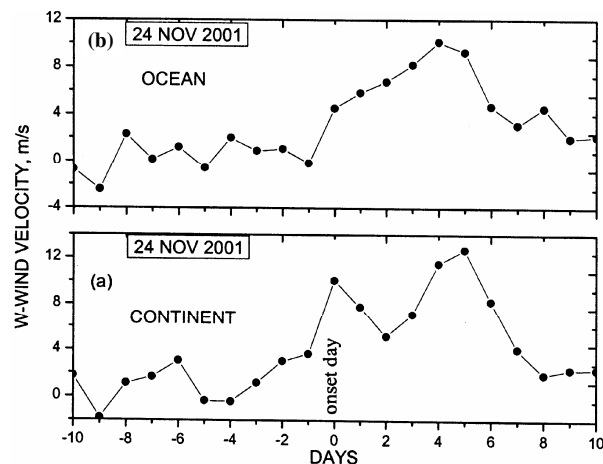 12
(b)
24 NOV 2001
OCEAN
8
4
0
-4
W-WIND VELOCITY, m/s
12
24 NOV 2001
(a)
CONTINENT
8
4
0
onset day
-10 -8 -6 -4 -2 0 2 4 6 8 10
DAYS